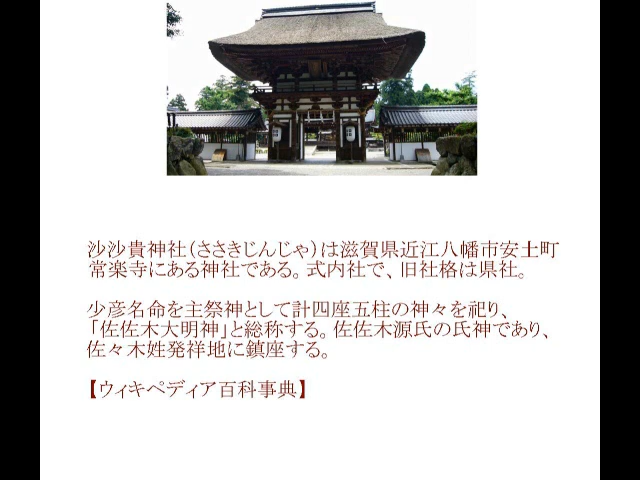 沙沙貴神社（ささきじんじゃ）は滋賀県近江八幡市安土町
常楽寺にある神社である。式内社で、旧社格は県社。
少彦名命を主祭神として計四座五柱の神々を祀り、
「佐佐木大明神」と総称する。佐佐木源氏の氏神であり、
佐々木姓発祥地に鎮座する。
【ウィキペディア百科事典】